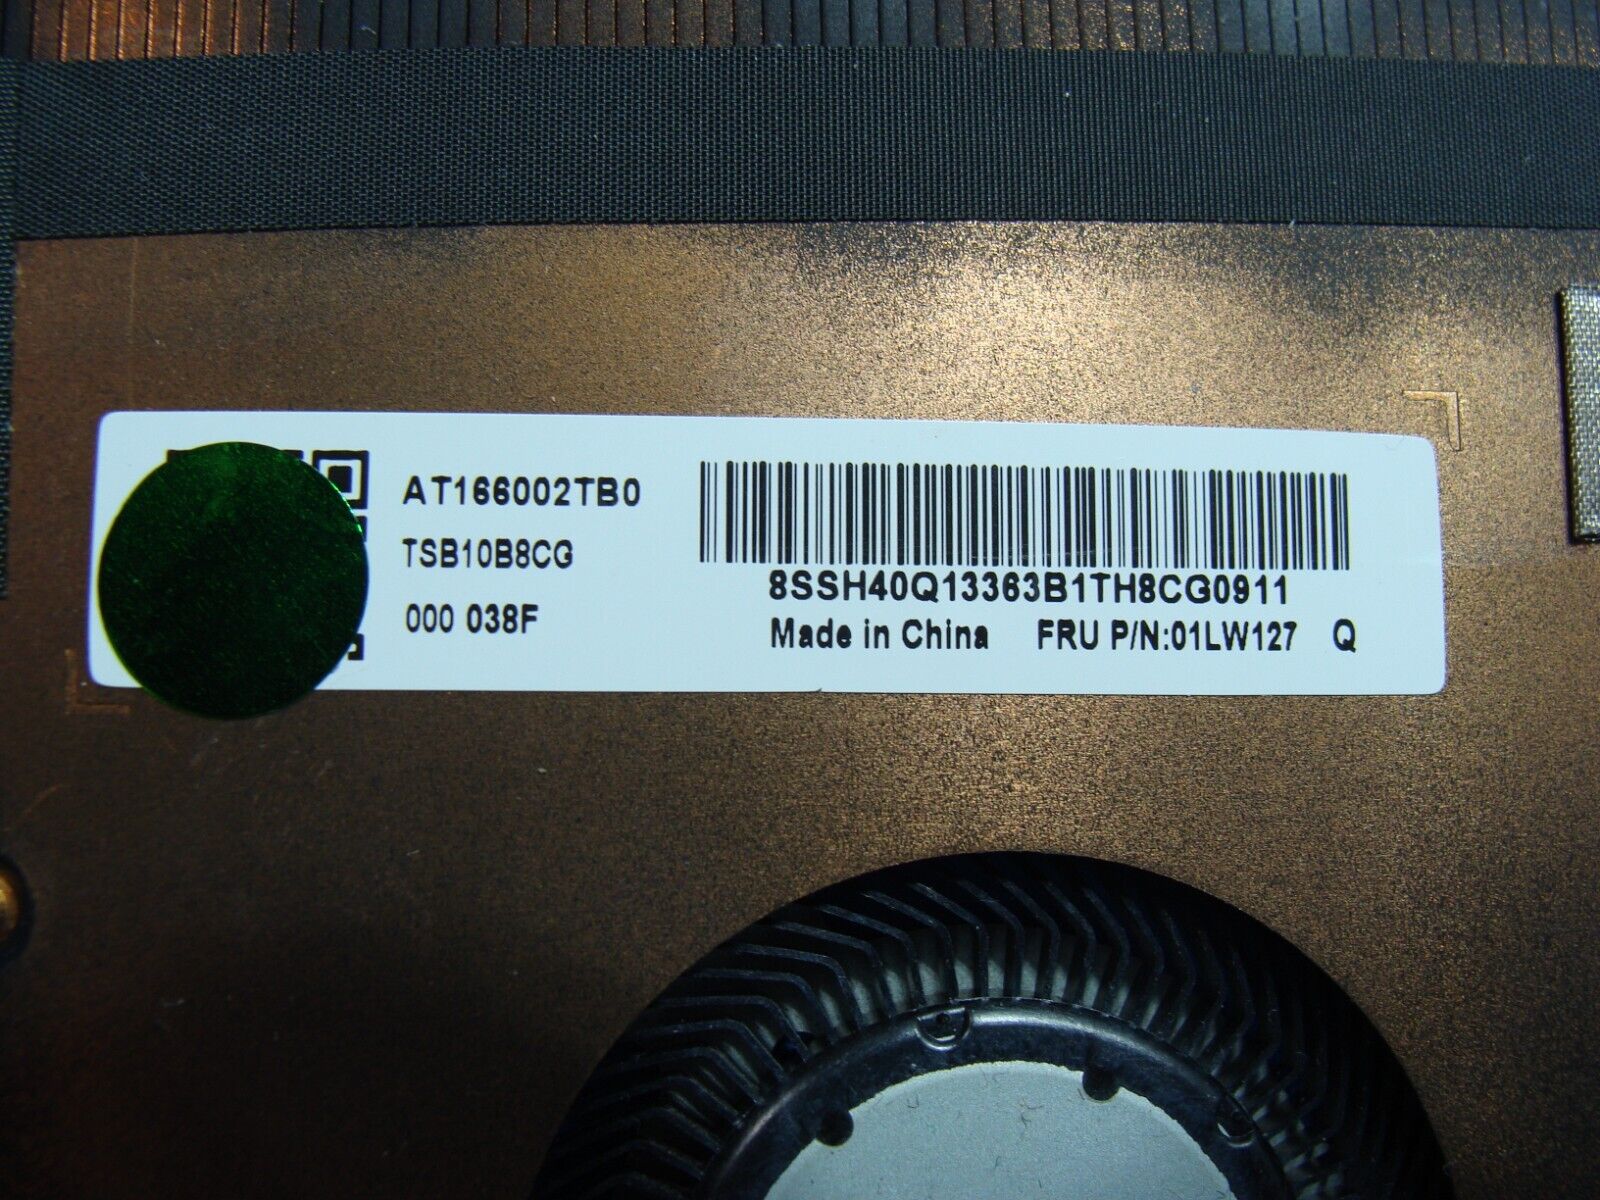 AT166002TB0
TSB10B8CG
000 038F
8SSH40Q13363B1TH8CG0911
Made in China FRU P/N:01LW127 Q